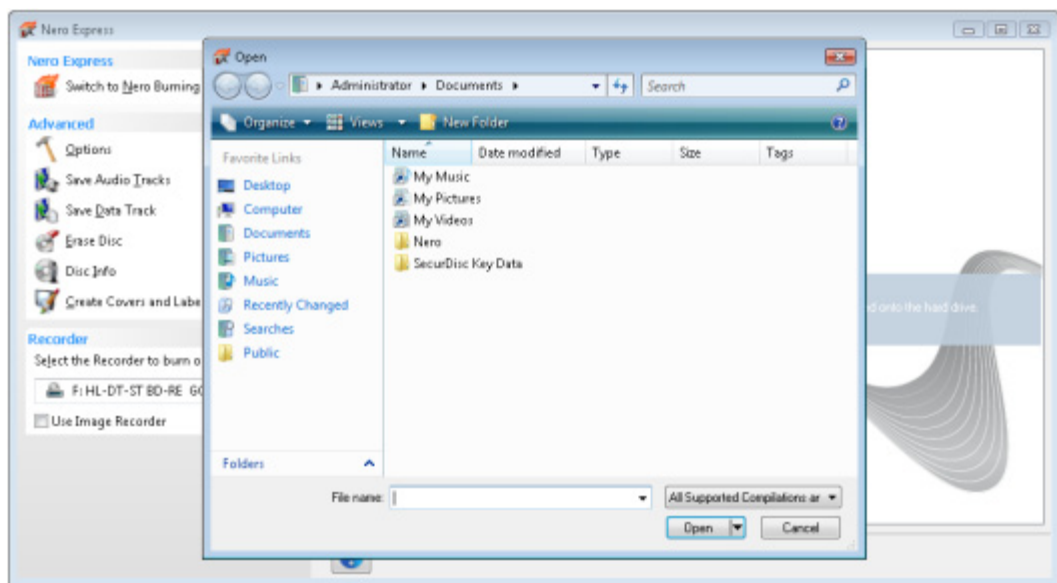 Nero Express
Nero Express
Switch to Nero Burning
Advanced
Options
Save Audio Tracks
Save Data Track
Erase Disc
Disc Info
Create Covers and Labe
Recorder
Select the Recorder to burn o
F: HL-DT-ST BD-RE GG
Use Image Recorder
Open
Administrator Documents
Search
Organize Views New Folder
Favorite Links
Desktop
Computer
Documents
Pictures
Music
Recently Changed
Searches
Public
Folders
Name Date modified Type Size Tags
My Music
My Pictures
My Videos
Nero
SecurDisc Key Data
d onto the hard drive.
File name:
All Supported Compilations ar
Open Cancel